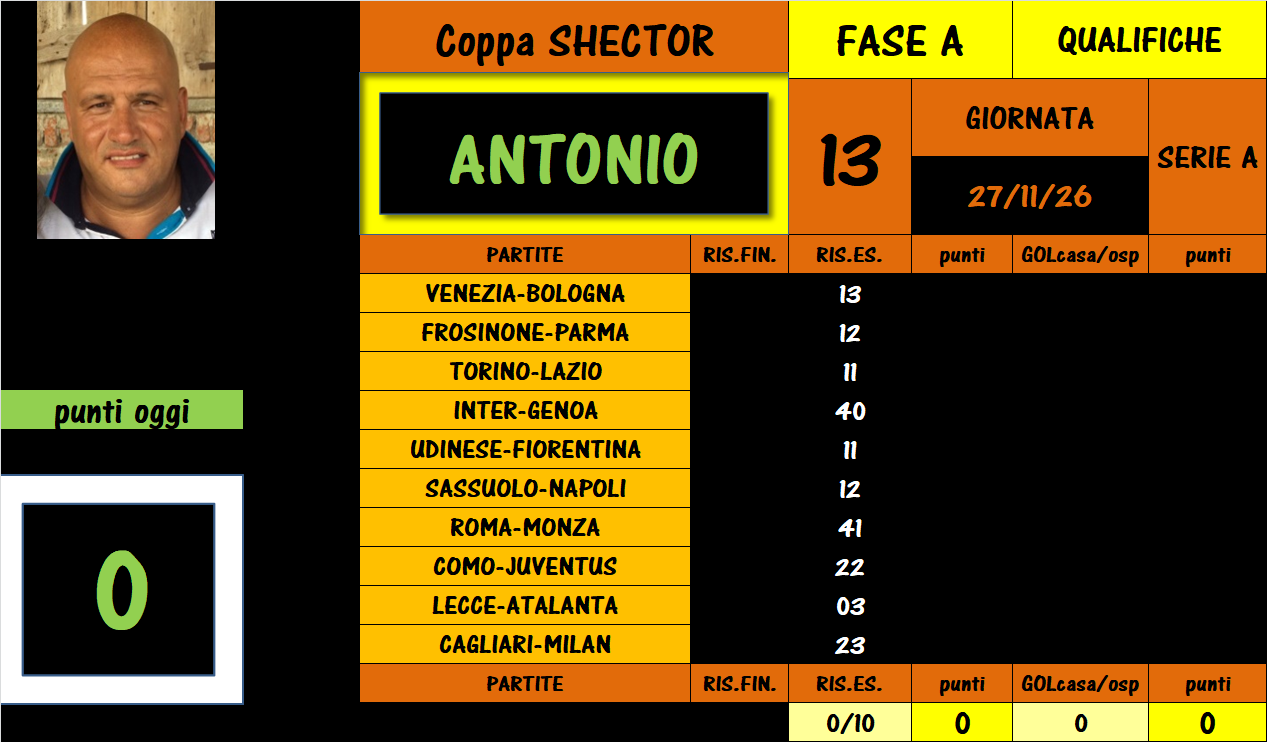 Coppa SHECTOR
FASE A
QUALIFICHE
ANTONIO
13
GIORNATA
27/11/26
SERIE A
PARTITE RIS.FIN. RIS.ES. punti GOLcasa/osp punti
VENEZIA-BOLOGNA 13
FROSINONE-PARMA 12
TORINO-LAZIO 11
INTER-GENOA 40
UDINESE-FIORENTINA 11
SASSUOLO-NAPOLI 12
ROMA-MONZA 41
COMO-JUVENTUS 22
LECCE-ATALANTA 03
CAGLIARI-MILAN 23
PARTITE RIS.FIN. RIS.ES. punti GOLcasa/osp punti
0/10 0 0 0
punti oggi
0